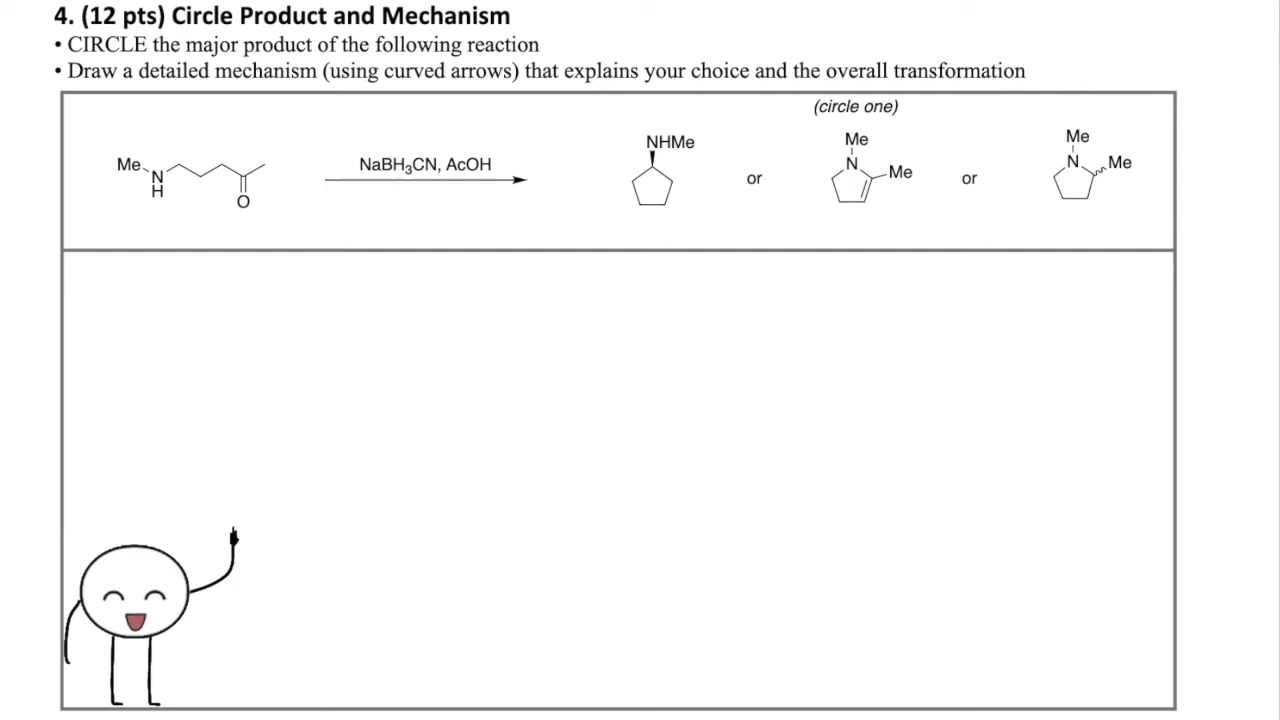 4. (12 pts) Circle Product and Mechanism
• CIRCLE the major product of the following reaction
• Draw a detailed mechanism (using curved arrows) that explains your choice and the overall transformation
(circle one)
Me N H O
NaBH₃CN, AcOH
NHMe
or
Me N Me
or
Me N Me